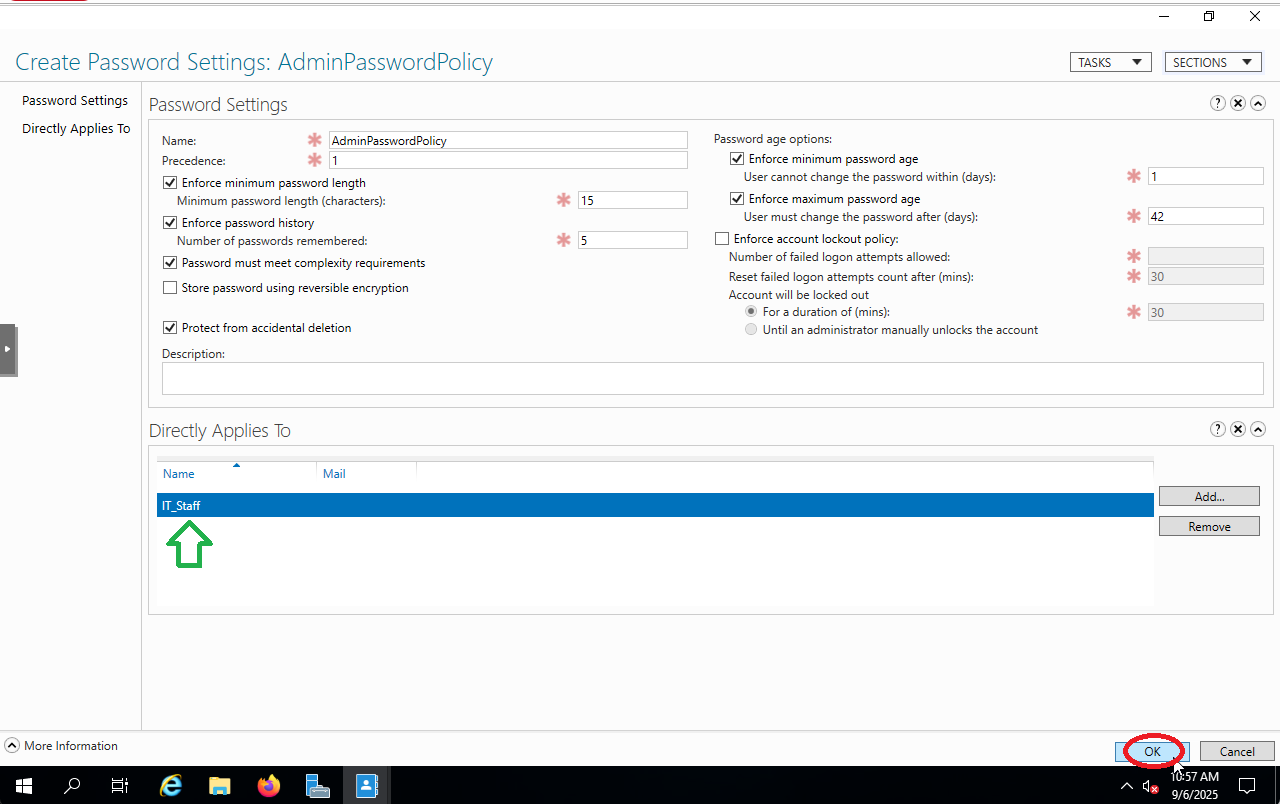 Create Password Settings: AdminPasswordPolicy
TASKS
SECTIONS
Password Settings
Directly Applies To
Password Settings
Name:
AdminPasswordPolicy
Precedence:
1
Enforce minimum password length
Minimum password length (characters):
15
Enforce password history
Number of passwords remembered:
5
Password must meet complexity requirements
Store password using reversible encryption
Protect from accidental deletion
Description:
Password age options:
Enforce minimum password age
User cannot change the password within (days):
1
Enforce maximum password age
User must change the password after (days):
42
Enforce account lockout policy:
Number of failed logon attempts allowed:
Reset failed logon attempts count after (mins):
30
Account will be locked out
For a duration of (mins):
30
Until an administrator manually unlocks the account
Directly Applies To
Name
Mail
IT_Staff
Add...
Remove
More Information
OK
Cancel
10:57 AM
9/6/2025